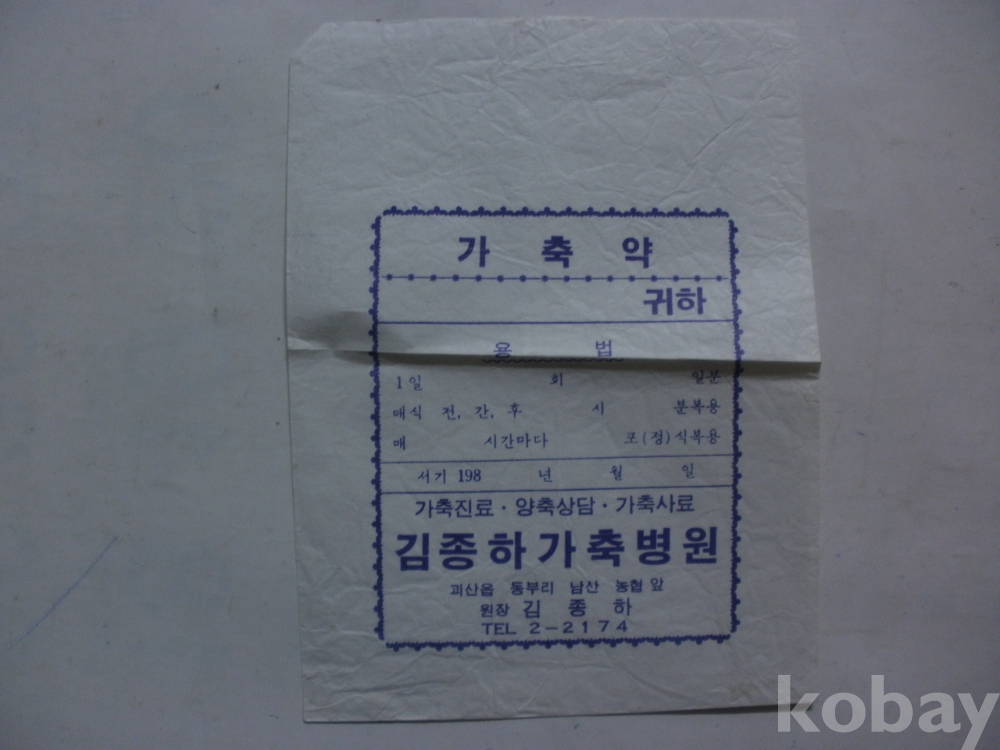 가 축 약
귀하
용 법
1일 회 일분
매식 전, 간, 후 시 분복용
매 시간마다 포(정)식복용
서기 198 년 월 일
가축진료 · 양축상담 · 가축사료
김종하가축병원
괴산읍 동부리 남산 농협 앞
원장 김 종 하
TEL 2-2174
kobay